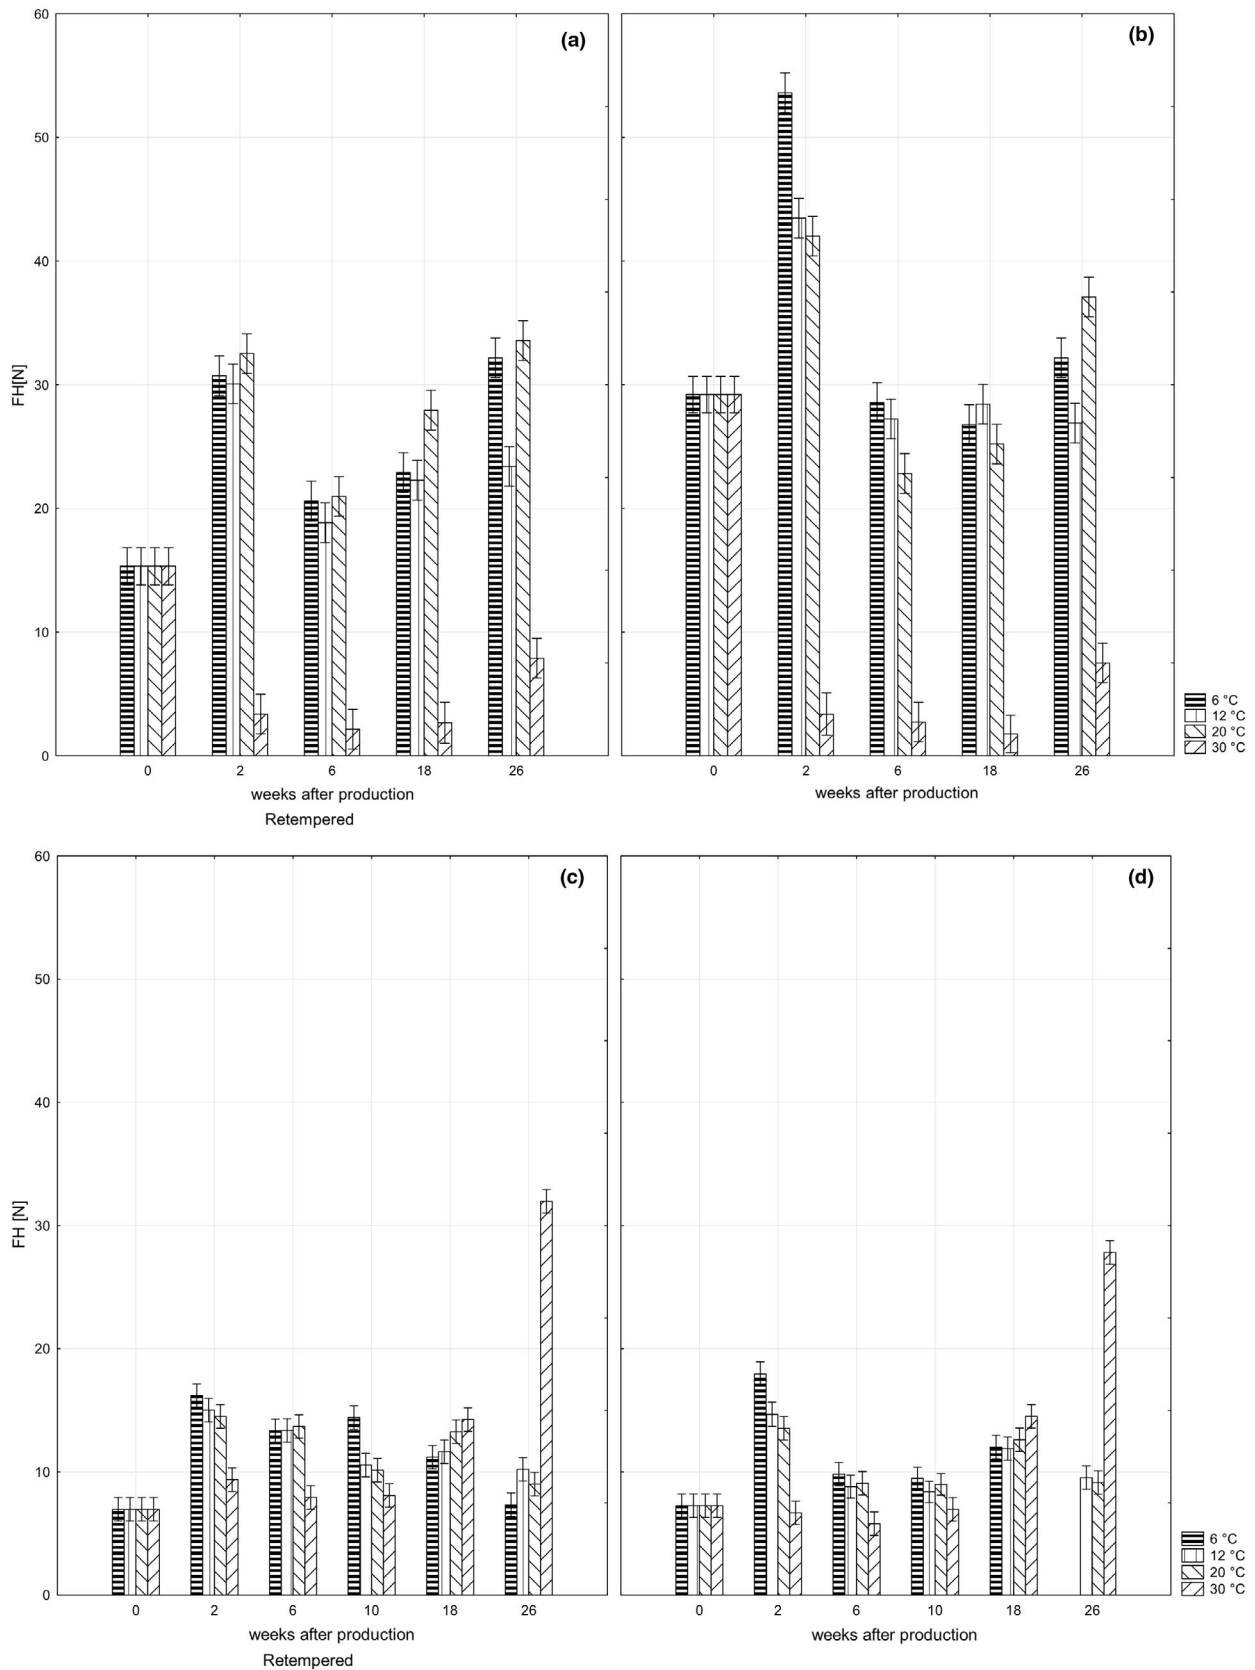 60
50
40
30
20
10
0
FH[N]
(a)
(b)
0 2 6 18 26
0 2 6 18 26
weeks after production
weeks after production
Retempered
6 °C
12 °C
20 °C
30 °C
60
50
40
30
20
10
0
FH [N]
(c)
(d)
0 2 6 10 18 26
0 2 6 10 18 26
weeks after production
weeks after production
Retempered
6 °C
12 °C
20 °C
30 °C